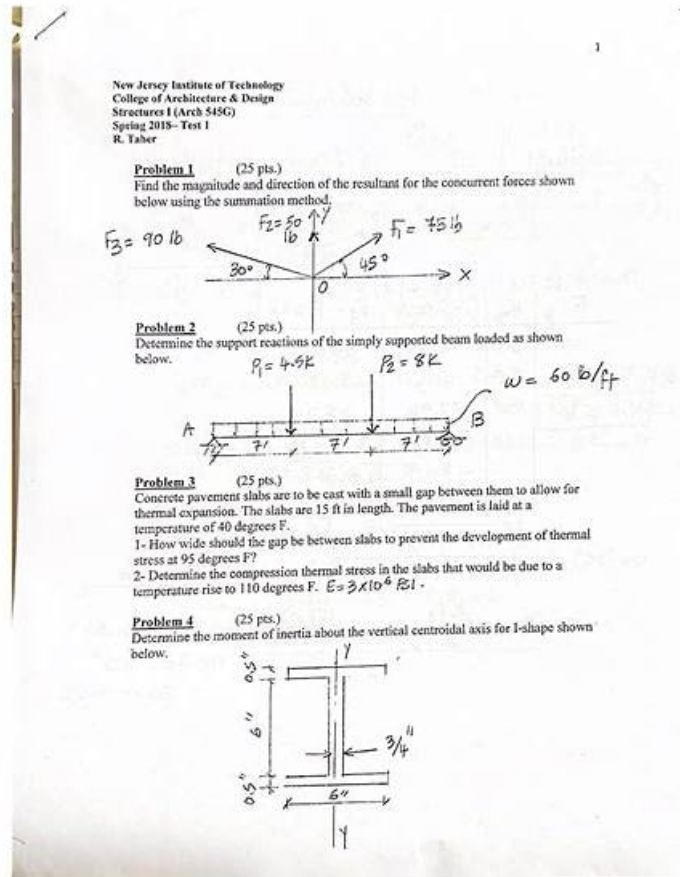 1
New Jersey Institute of Technology
College of Architecture & Design
Structures I (Arch 545G)
Spring 2018– Test 1
R. Taher
Problem 1 (25 pts.)
Find the magnitude and direction of the resultant for the concurrent forces shown
below using the summation method.
F3= 90 lb
F2= 50 lb
Y
F1= 75 lb
30°
45°
X
O
Problem 2 (25 pts.)
Determine the support reactions of the simply supported beam loaded as shown
below.
P1= 4.5K
P2= 8K
w= 60 lb/ft
A
B
7'
7'
7'
Problem 3 (25 pts.)
Concrete pavement slabs are to be cast with a small gap between them to allow for
thermal expansion. The slabs are 15 ft in length. The pavement is laid at a
temperature of 40 degrees F.
1- How wide should the gap be between slabs to prevent the development of thermal
stress at 95 degrees F?
2- Determine the compression thermal stress in the slabs that would be due to a
temperature rise to 110 degrees F. E=3x10⁶ PSI.
Problem 4 (25 pts.)
Determine the moment of inertia about the vertical centroidal axis for I-shape shown
below.
Y
0.5"
6"
3/4"
0.5"
6"
Y